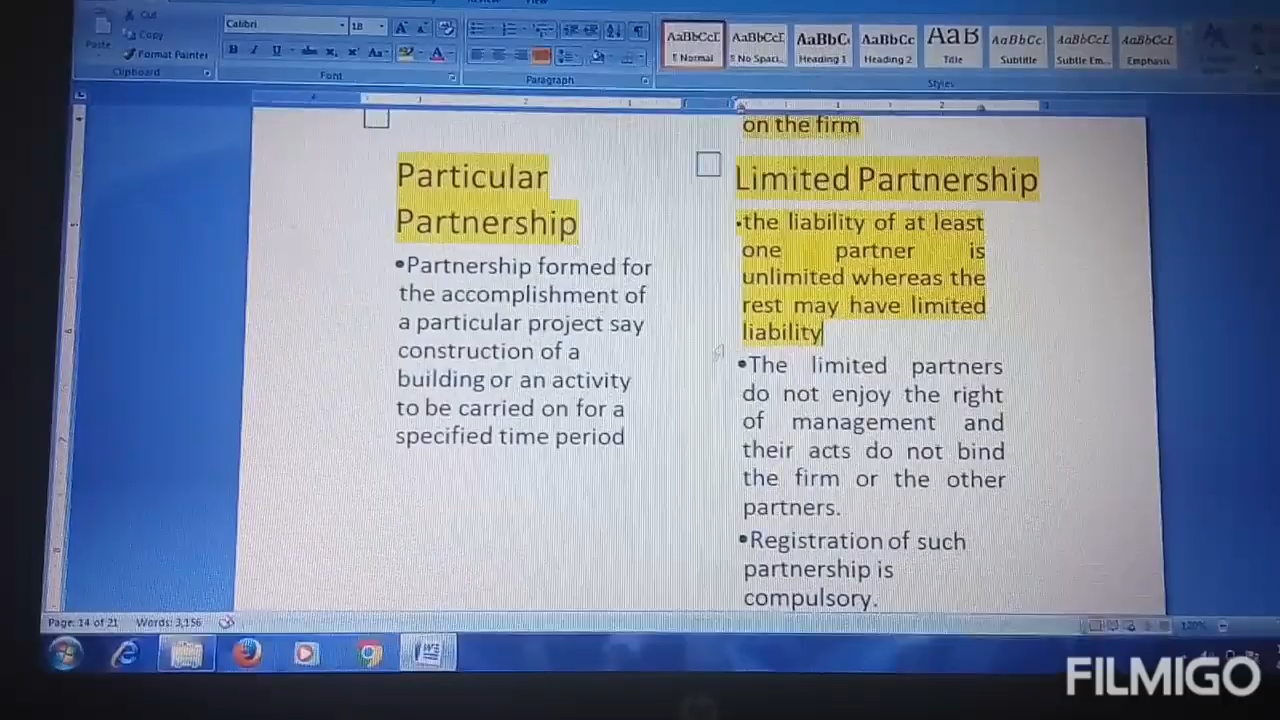 Cut
Calibri
18
Copy
Paste
Format Painter
AaBbCcI
AaBbCcI
AaBbC
AaBbCc
AaB
AaBbCc.
AaBbCcL
AaBbCcL
¶ Normal
¶ No Spaci...
Heading 1
Heading 2
Title
Subtitle
Subtle Em...
Emphasis
Clipboard
Font
Paragraph
Styles
on the firm
Particular
Partnership
•Partnership formed for
the accomplishment of
a particular project say
construction of a
building or an activity
to be carried on for a
specified time period
Limited Partnership
•the liability of at least
one partner is
unlimited whereas the
rest may have limited
liability
•The limited partners
do not enjoy the right
of management and
their acts do not bind
the firm or the other
partners.
•Registration of such
partnership is
compulsory.
Page: 14 of 21 Words: 3,156
120%
FILMIGO